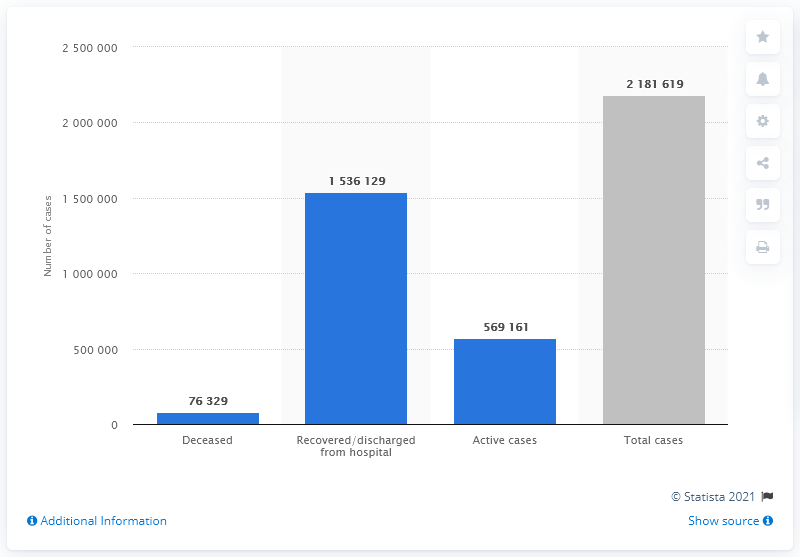 2 500 000
2 000 000
1 500 000
1 000 000
500 000
0
Number of cases
76 329
1 536 129
569 161
2 181 619
Deceased
Recovered/discharged
from hospital
Active cases
Total cases
© Statista 2021
Additional Information
Show source